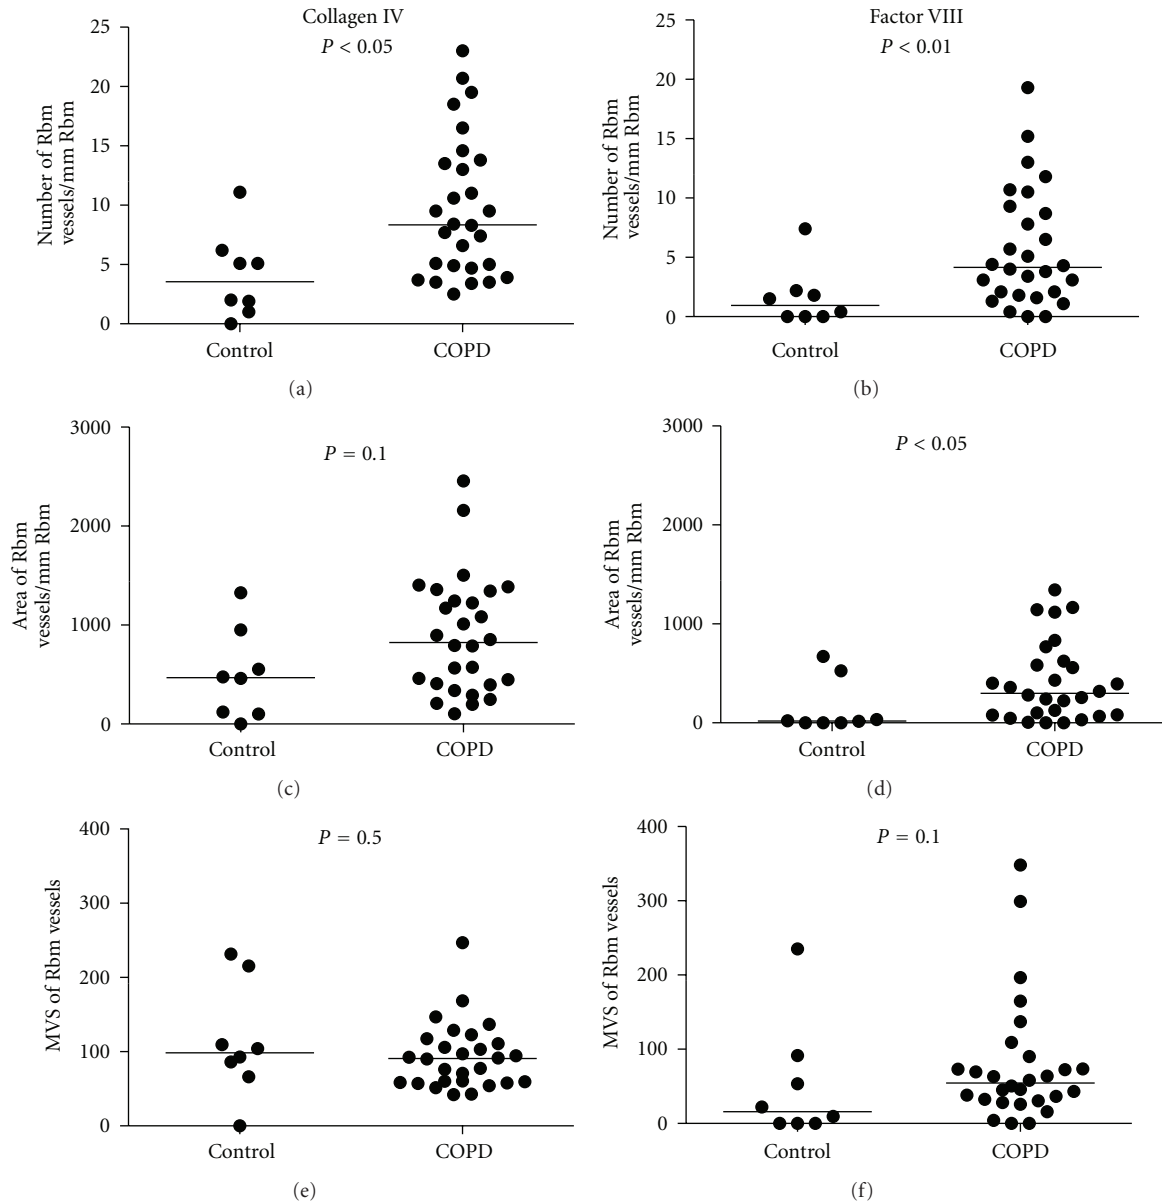 Collagen IV
P < 0.05
Number of Rbm
vessels/mm Rbm
25
20
15
10
5
0
Control
COPD
(a)
Factor VIII
P < 0.01
Number of Rbm
vessels/mm Rbm
25
20
15
10
5
0
Control
COPD
(b)
P = 0.1
Area of Rbm
vessels/mm Rbm
3000
2000
1000
0
Control
COPD
(c)
P < 0.05
Area of Rbm
vessels/mm Rbm
3000
2000
1000
0
Control
COPD
(d)
P = 0.5
MVS of Rbm vessels
400
300
200
100
0
Control
COPD
(e)
P = 0.1
MVS of Rbm vessels
400
300
200
100
0
Control
COPD
(f)